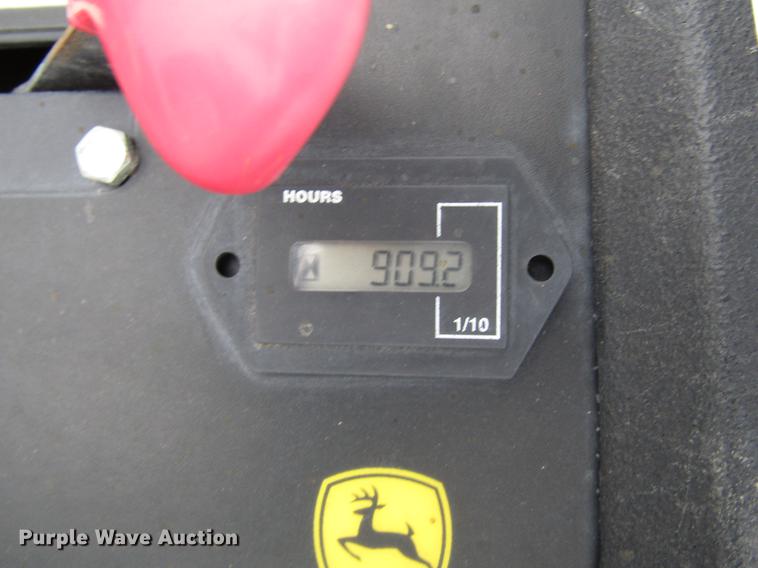 HOURS
909.2
1/10
Purple Wave Auction